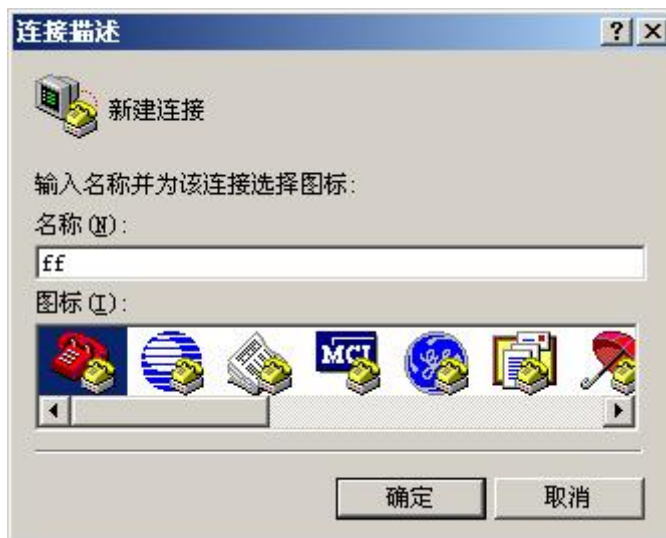 连接描述
新建连接
输入名称并为该连接选择图标:
名称(N):
ff
图标(I):
MCI
确定 取消